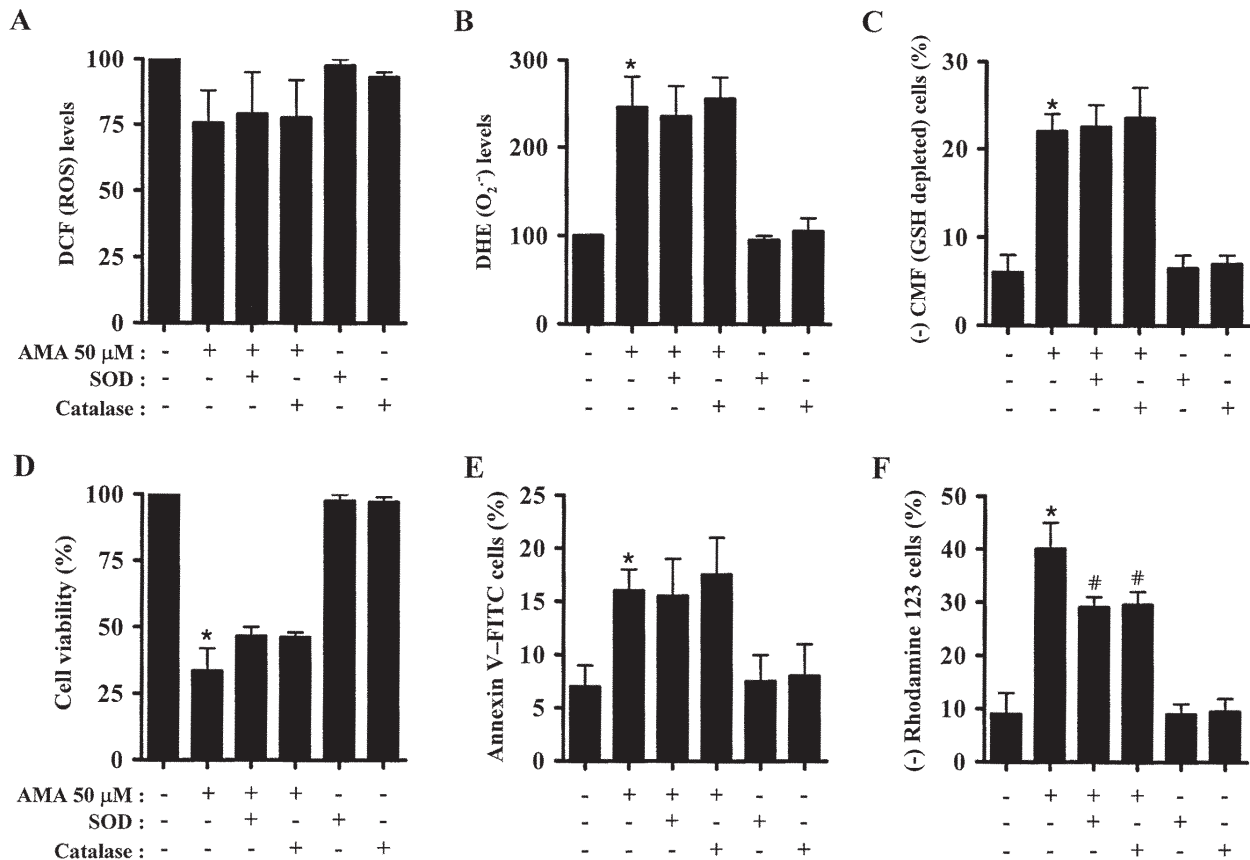 A
B
C
DCF (ROS) levels
100
75
50
25
0
DHE (O2·-) levels
300
200
100
0
*
(-) CMF (GSH depleted) cells (%)
30
20
10
0
*
AMA 50 μM : - + + + - -
SOD : - - + - + -
Catalase : - - - + - +
- + + + - -
- - + - + -
- - - + - +
- + + + - -
- - + - + -
- - - + - +
D
E
F
Cell viability (%)
100
75
50
25
0
*
Annexin V–FITC cells (%)
25
20
15
10
5
0
*
(-) Rhodamine 123 cells (%)
50
40
30
20
10
0
*
#
#
AMA 50 μM : - + + + - -
SOD : - - + - + -
Catalase : - - - + - +
- + + + - -
- - + - + -
- - - + - +
- + + + - -
- - + - + -
- - - + - +